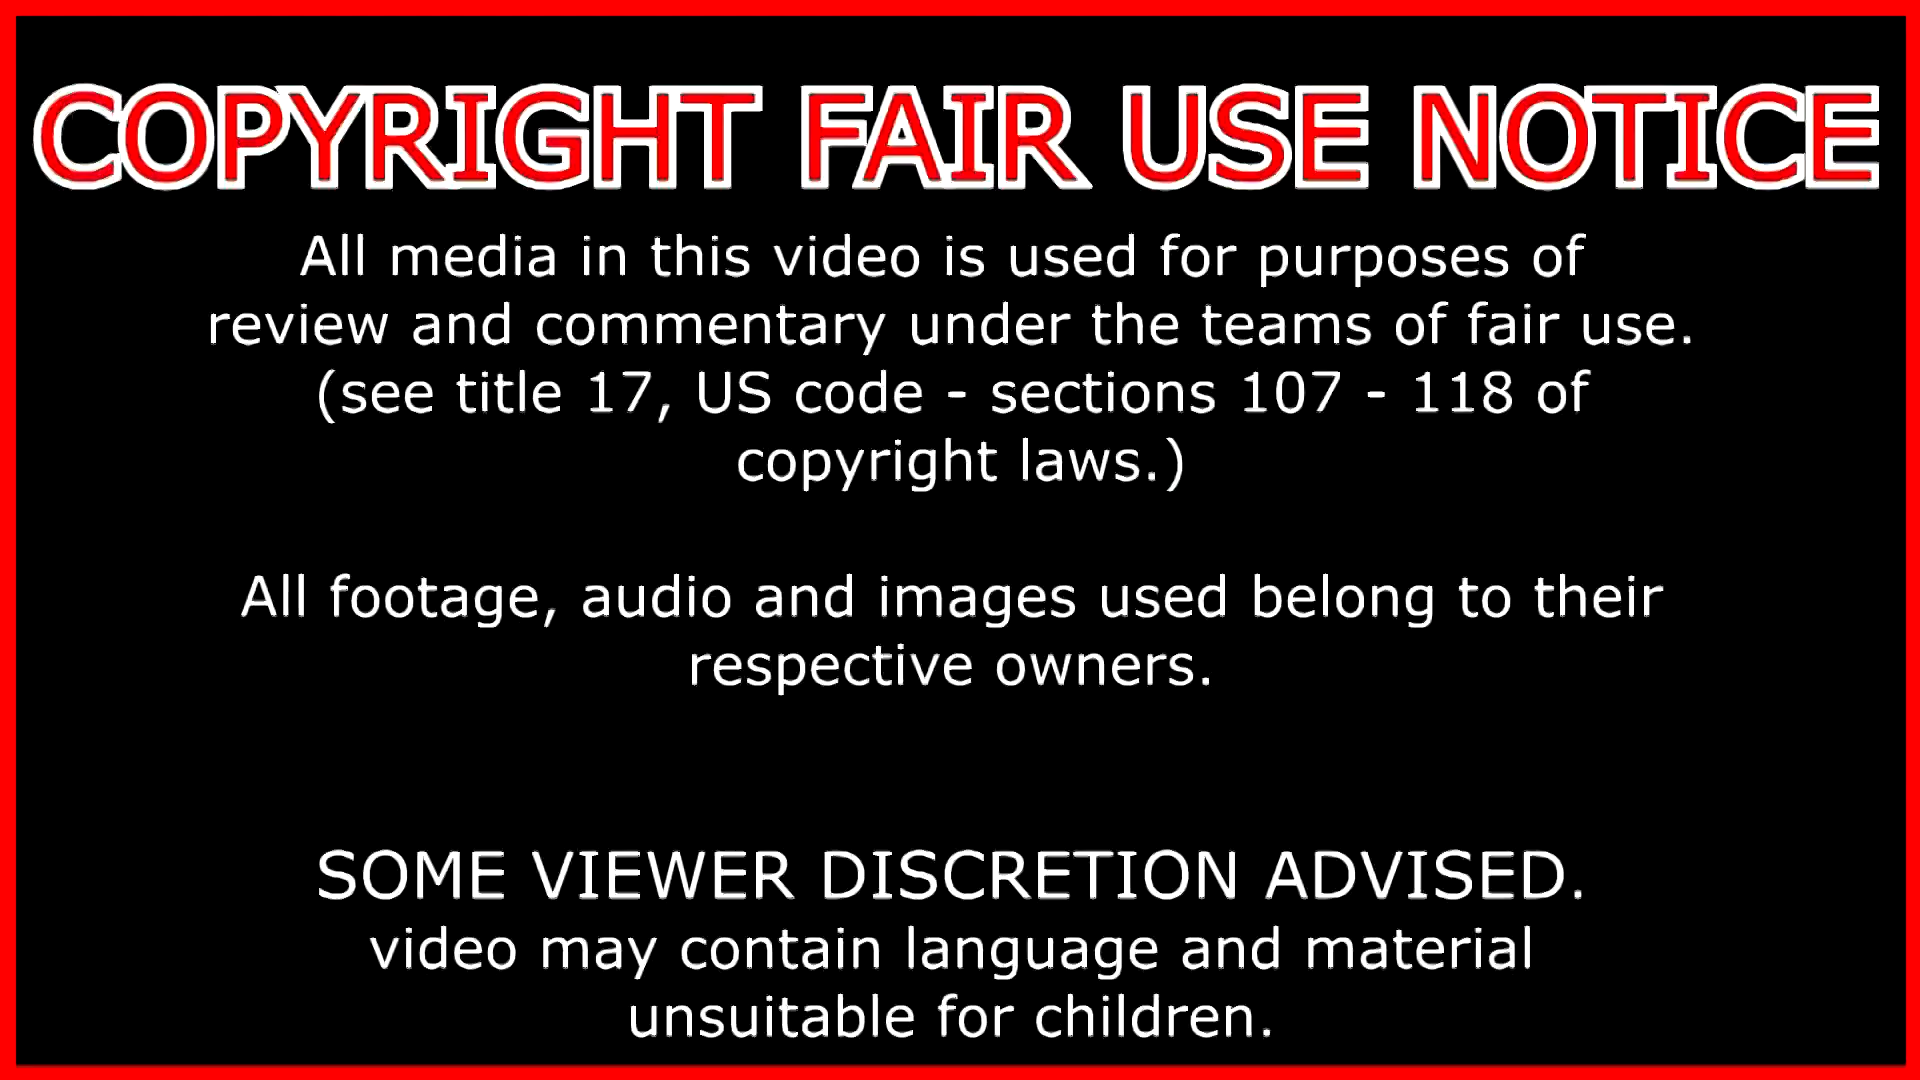 COPYRIGHT FAIR USE NOTICE
All media in this video is used for purposes of
review and commentary under the teams of fair use.
(see title 17, US code - sections 107 - 118 of
copyright laws.)
All footage, audio and images used belong to their
respective owners.
SOME VIEWER DISCRETION ADVISED.
video may contain language and material
unsuitable for children.